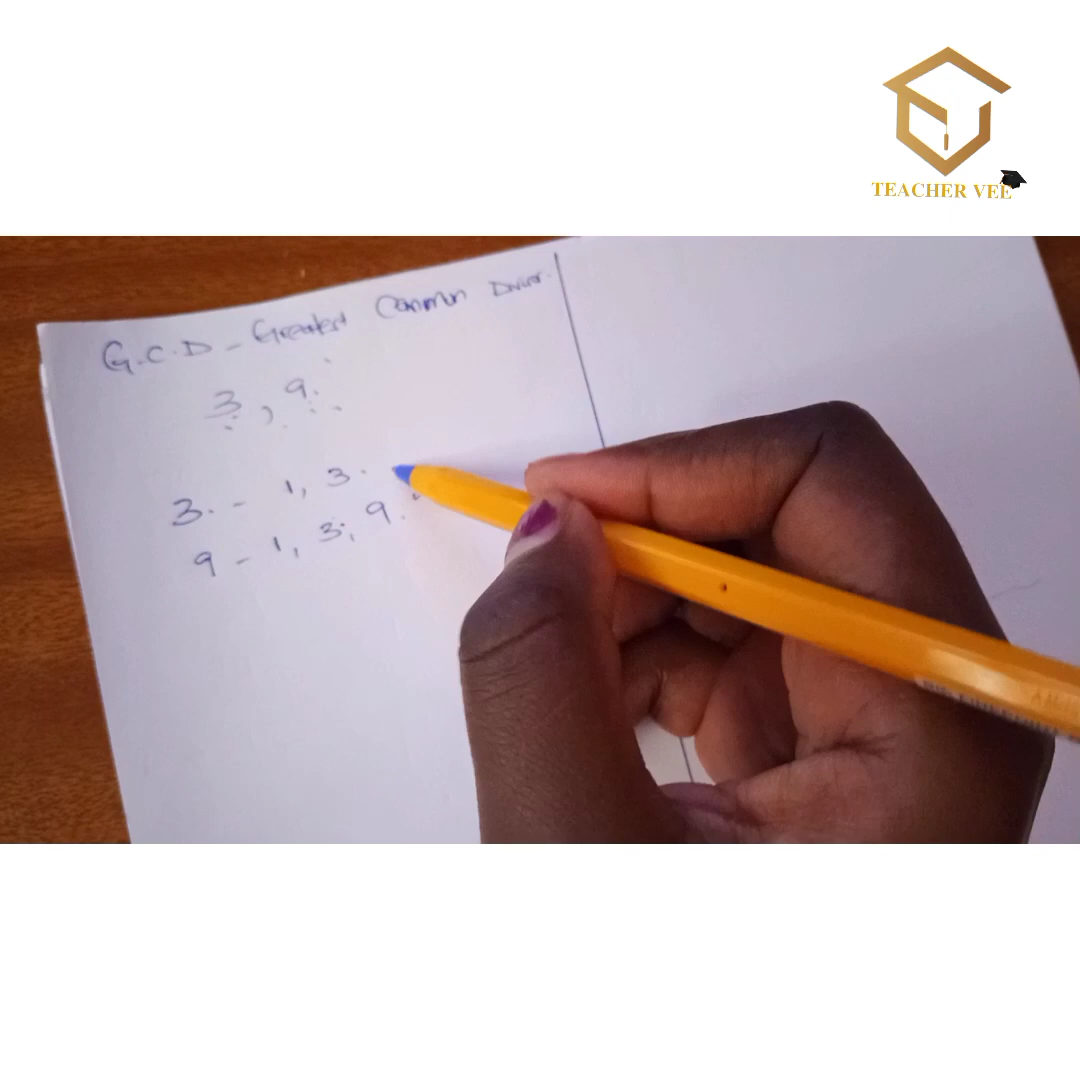 TEACHER VEE
G.C.D - Greatest Common Divisor.
3, 9.
3. - 1, 3.
9 - 1, 3, 9.